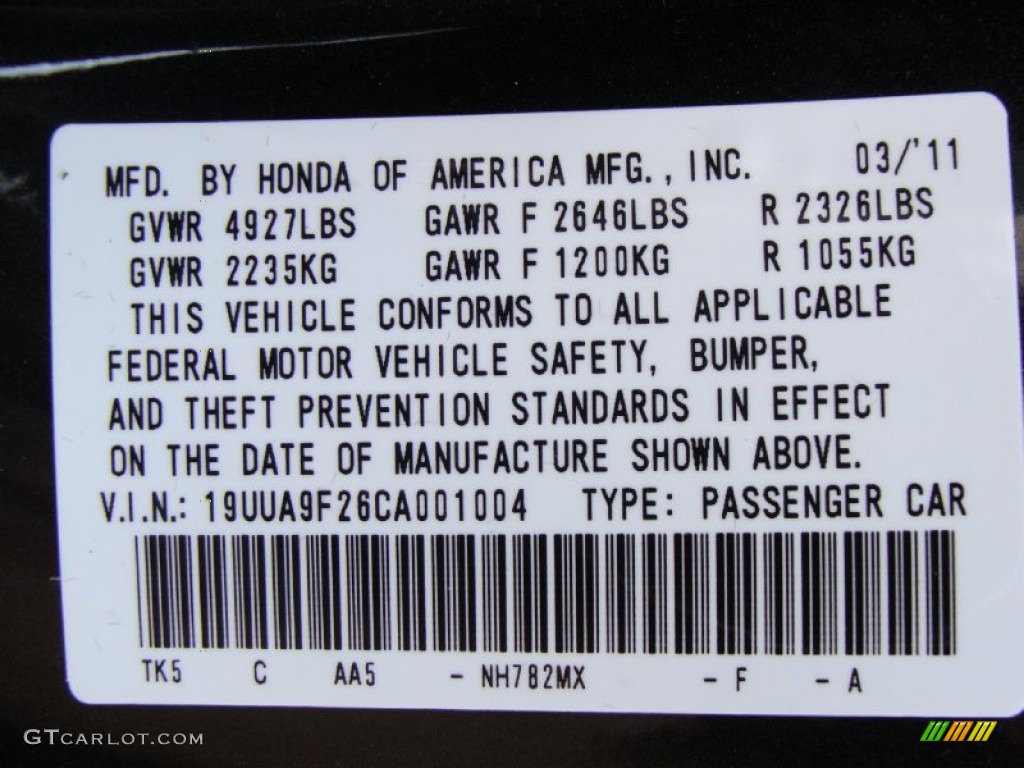 MFD. BY HONDA OF AMERICA MFG., INC. 03/'11
GVWR 4927LBS GAWR F 2646LBS R 2326LBS
GVWR 2235KG GAWR F 1200KG R 1055KG
THIS VEHICLE CONFORMS TO ALL APPLICABLE
FEDERAL MOTOR VEHICLE SAFETY, BUMPER,
AND THEFT PREVENTION STANDARDS IN EFFECT
ON THE DATE OF MANUFACTURE SHOWN ABOVE.
V.I.N.: 19UUA9F26CA001004 TYPE: PASSENGER CAR
TK5 C AA5 - NH782MX - F - A
GTCARLOT.COM